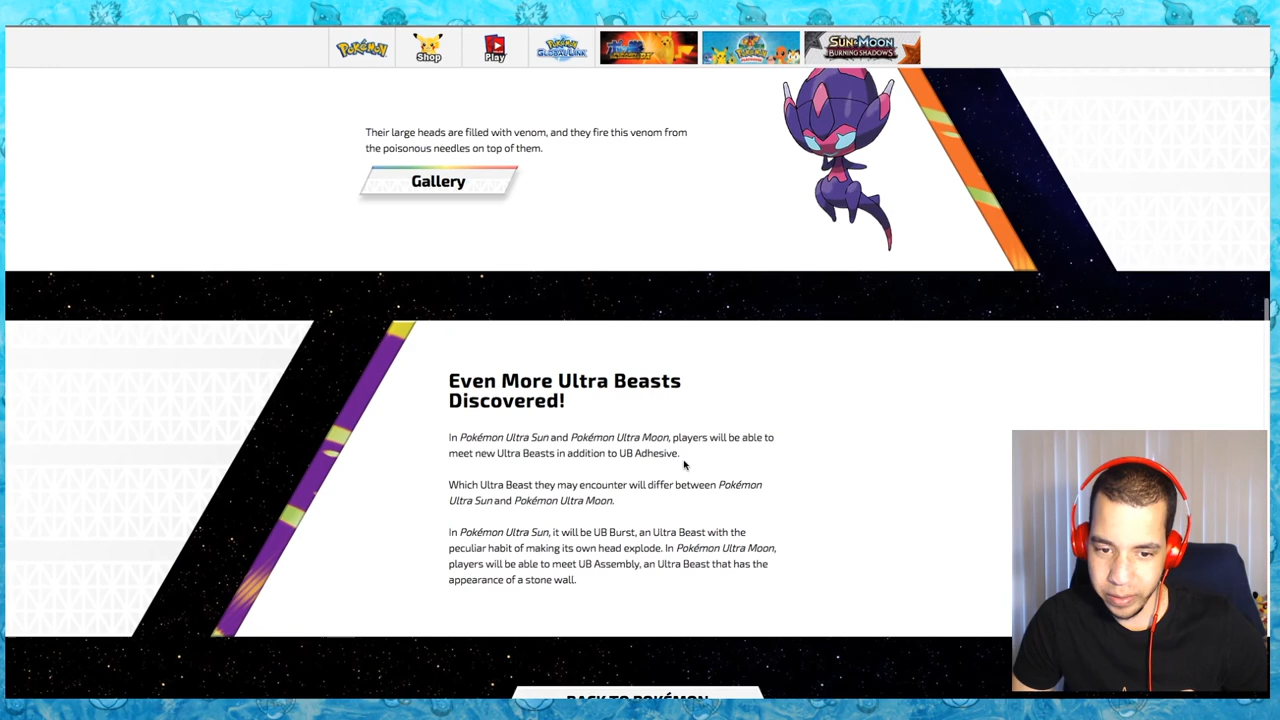 Pokémon
Shop
Play
Pokémon
GLOBAL LINK
SUN & MOON
BURNING SHADOWS
Their large heads are filled with venom, and they fire this venom from
the poisonous needles on top of them.
Gallery
Even More Ultra Beasts
Discovered!
In Pokémon Ultra Sun and Pokémon Ultra Moon, players will be able to
meet new Ultra Beasts in addition to UB Adhesive.
Which Ultra Beast they may encounter will differ between Pokémon
Ultra Sun and Pokémon Ultra Moon.
In Pokémon Ultra Sun, it will be UB Burst, an Ultra Beast with the
peculiar habit of making its own head explode. In Pokémon Ultra Moon,
players will be able to meet UB Assembly, an Ultra Beast that has the
appearance of a stone wall.
BACK TO POKÉMON